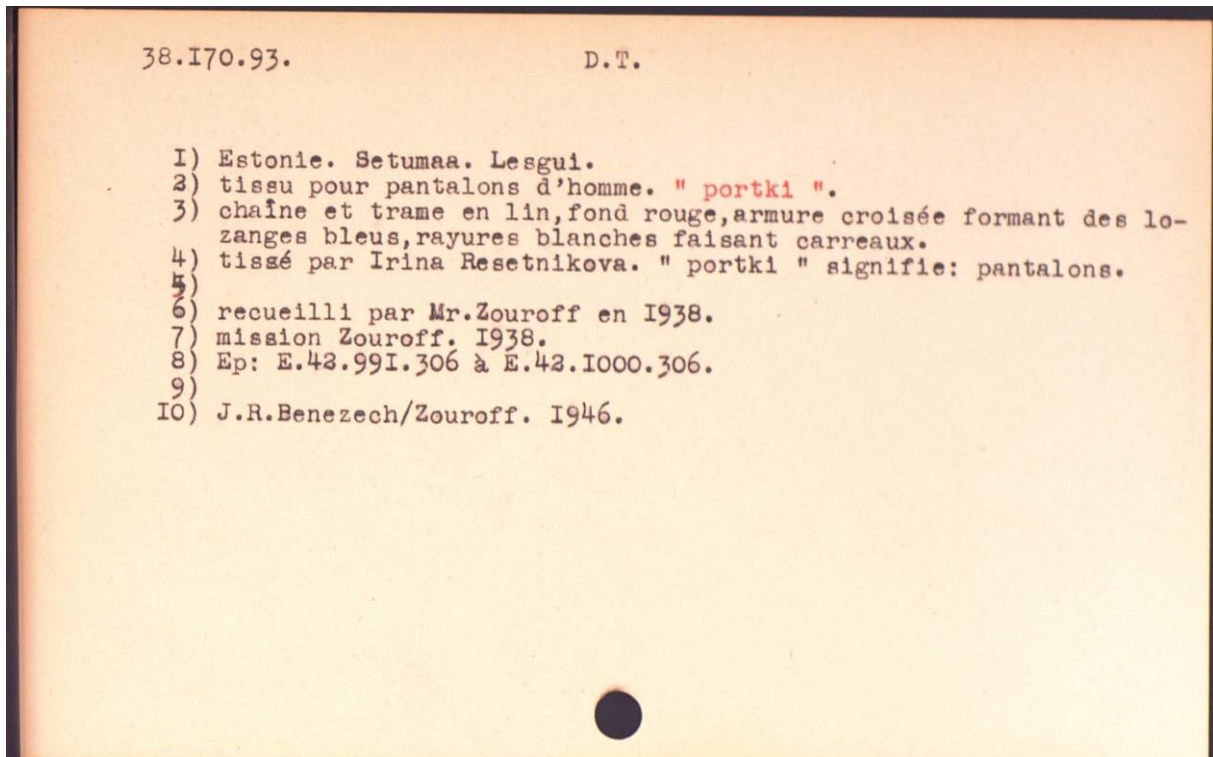 38.I70.93. D.T.
I) Estonie. Setumaa. Lesgui.
2) tissu pour pantalons d'homme. " portki ".
3) chaîne et trame en lin,fond rouge,armure croisée formant des lo-
zanges bleus,rayures blanches faisant carreaux.
4) tissé par Irina Resetnikova. " portki " signifie: pantalons.
5)
6) recueilli par Mr.Zouroff en I938.
7) mission Zouroff. I938.
8) Ep: E.42.99I.306 à E.42.I000.306.
9)
I0) J.R.Benezech/Zouroff. I946.